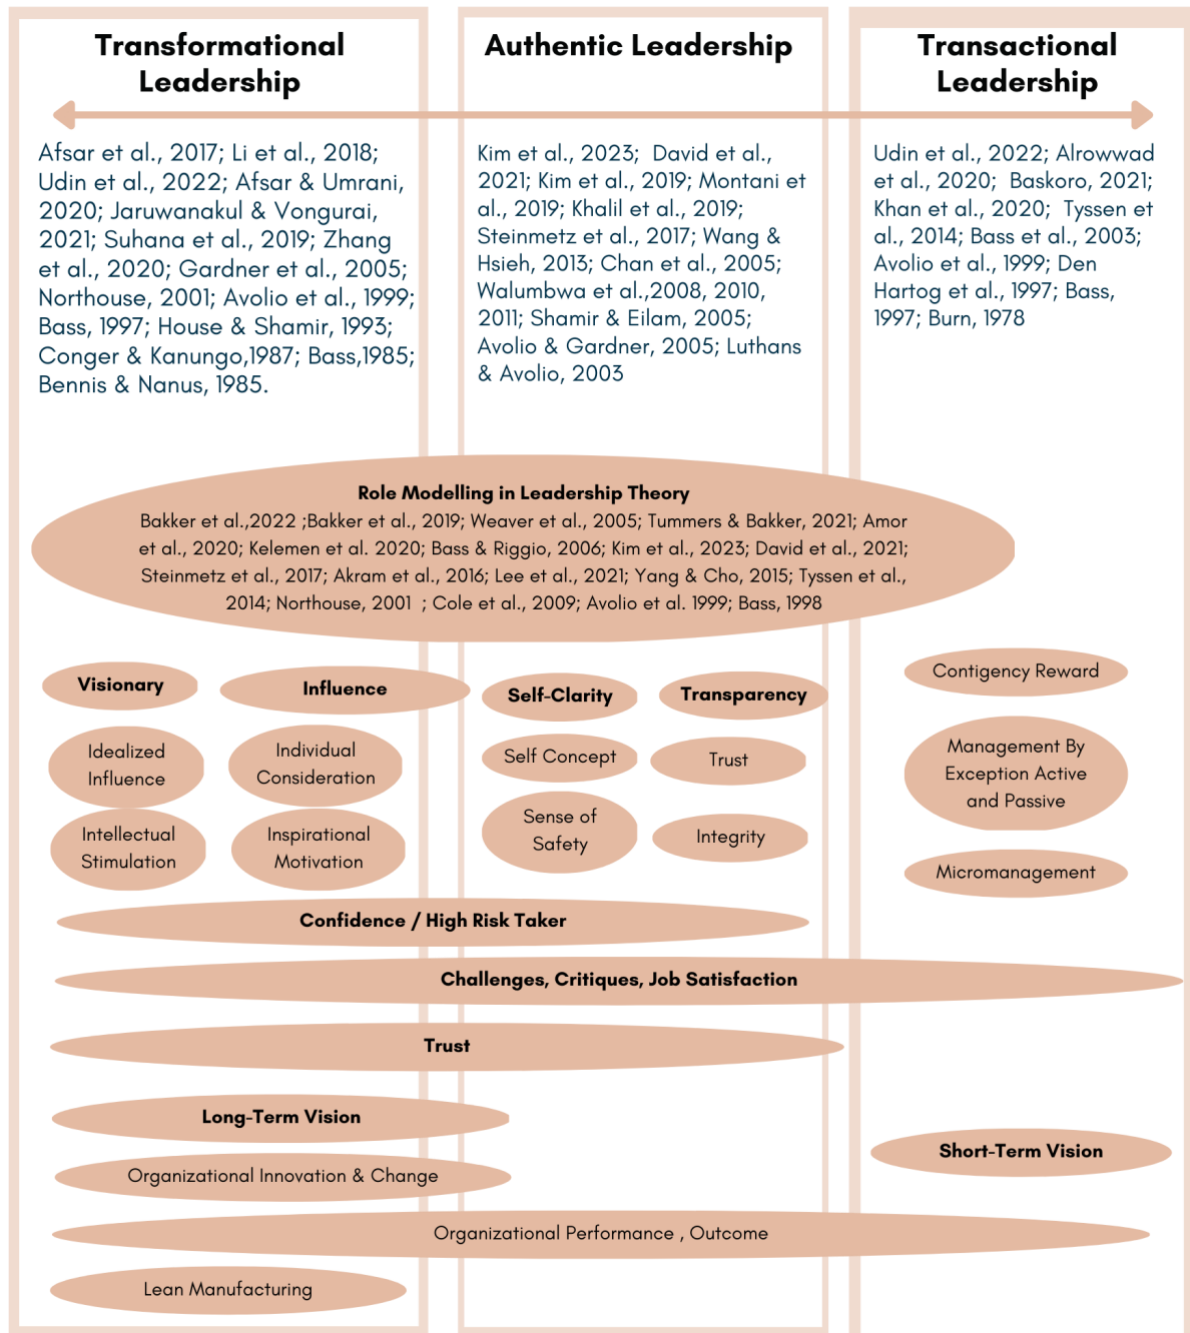 Transformational
Leadership
Authentic Leadership
Transactional
Leadership
Afsar et al., 2017; Li et al., 2018;
Udin et al., 2022; Afsar & Umrani,
2020; Jaruwanakul & Vongurai,
2021; Suhana et al., 2019; Zhang
et al., 2020; Gardner et al., 2005;
Northouse, 2001; Avolio et al., 1999;
Bass, 1997; House & Shamir, 1993;
Conger & Kanungo,1987; Bass,1985;
Bennis & Nanus, 1985.
Kim et al., 2023; David et al.,
2021; Kim et al., 2019; Montani et
al., 2019; Khalil et al., 2019;
Steinmetz et al., 2017; Wang &
Hsieh, 2013; Chan et al., 2005;
Walumbwa et al.,2008, 2010,
2011; Shamir & Eilam, 2005;
Avolio & Gardner, 2005; Luthans
& Avolio, 2003
Udin et al., 2022; Alrowwad
et al., 2020; Baskoro, 2021;
Khan et al., 2020; Tyssen et
al., 2014; Bass et al., 2003;
Avolio et al., 1999; Den
Hartog et al., 1997; Bass,
1997; Burn, 1978
Role Modelling in Leadership Theory
Bakker et al.,2022 ;Bakker et al., 2019; Weaver et al., 2005; Tummers & Bakker, 2021; Amor
et al., 2020; Kelemen et al. 2020; Bass & Riggio, 2006; Kim et al., 2023; David et al., 2021;
Steinmetz et al., 2017; Akram et al., 2016; Lee et al., 2021; Yang & Cho, 2015; Tyssen et al.,
2014; Northouse, 2001 ; Cole et al., 2009; Avolio et al. 1999; Bass, 1998
Visionary
Influence
Self-Clarity
Transparency
Contigency Reward
Idealized
Influence
Individual
Consideration
Self Concept
Trust
Management By
Exception Active
and Passive
Intellectual
Stimulation
Inspirational
Motivation
Sense of
Safety
Integrity
Micromanagement
Confidence / High Risk Taker
Challenges, Critiques, Job Satisfaction
Trust
Long-Term Vision
Short-Term Vision
Organizational Innovation & Change
Organizational Performance , Outcome
Lean Manufacturing